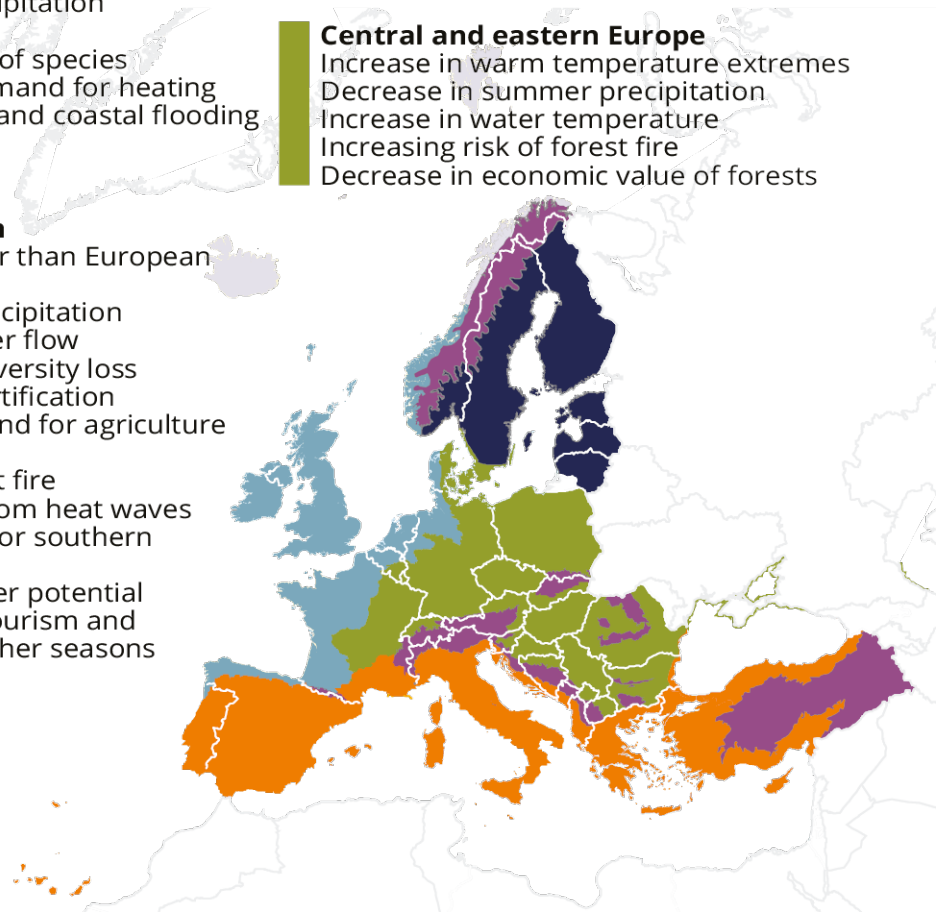 of species
mand for heating
and coastal flooding
Central and eastern Europe
Increase in warm temperature extremes
Decrease in summer precipitation
Increase in water temperature
Increasing risk of forest fire
Decrease in economic value of forests
r than European
cipitation
er flow
versity loss
rtification
nd for agriculture
t fire
om heat waves
or southern
er potential
ourism and
her seasons